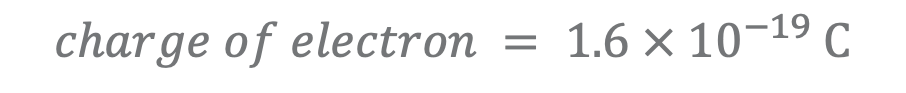 charge of electron = 1.6 × 10⁻¹⁹ C